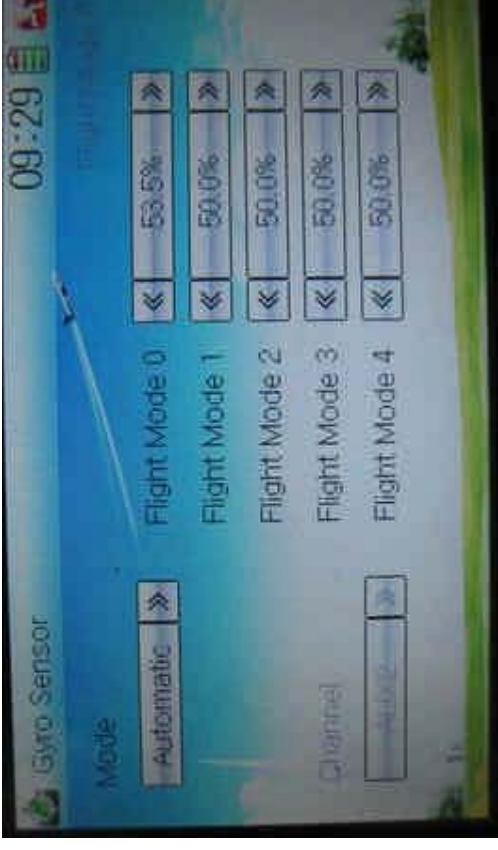 Gyro Sensor 09:29
Mode
Automatic
Flight Mode 0 53.5%
Flight Mode 1 50.0%
Flight Mode 2 50.0%
Flight Mode 3 50.0%
Channel
Flight Mode 4 50.0%